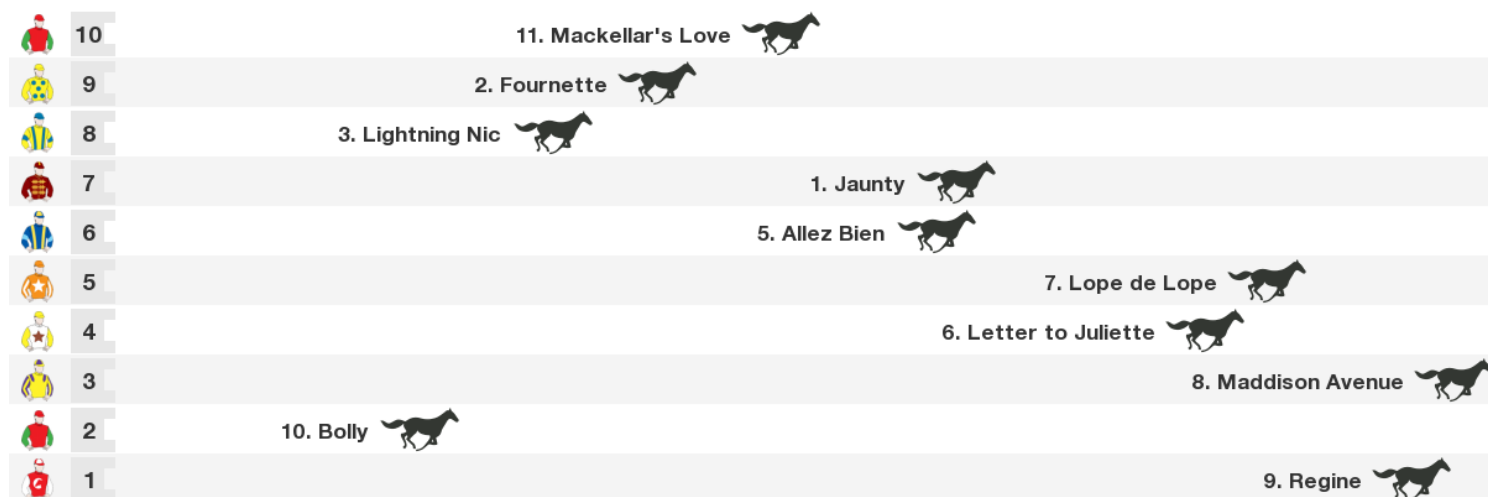 10 11. Mackellar's Love
9 2. Fournette
8 3. Lightning Nic
7 1. Jaunty
6 5. Allez Bien
5 7. Lope de Lope
4 6. Letter to Juliette
3 8. Maddison Avenue
2 10. Bolly
1 9. Regine